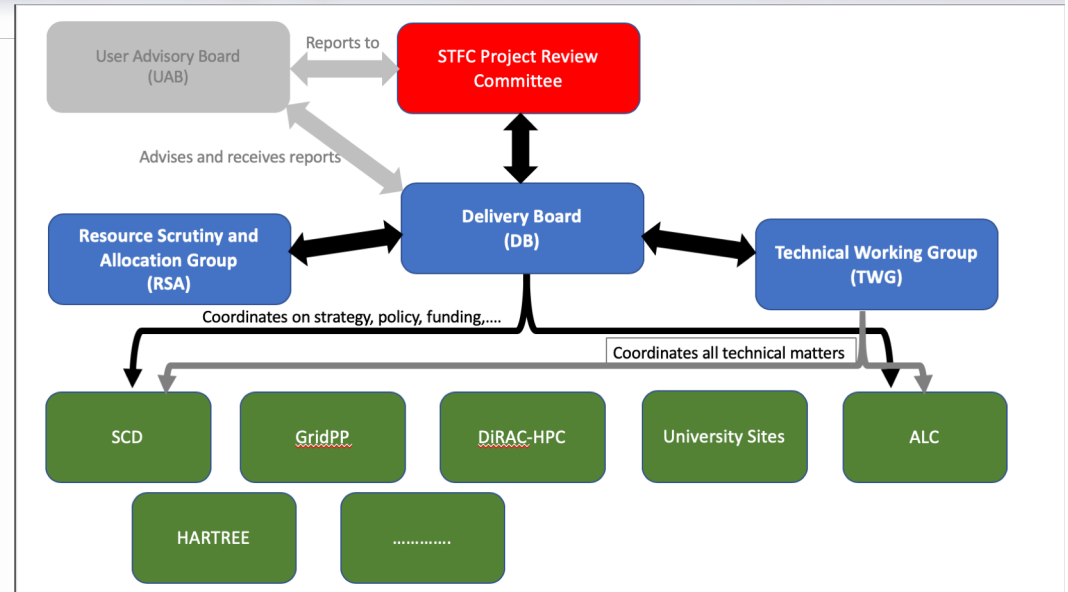 User Advisory Board
(UAB)
Reports to
STFC Project Review
Committee
Advises and receives reports
Delivery Board
(DB)
Resource Scrutiny and
Allocation Group
(RSA)
Technical Working Group
(TWG)
Coordinates on strategy, policy, funding,....
Coordinates all technical matters
SCD
GridPP
DiRAC-HPC
University Sites
ALC
HARTREE
.............